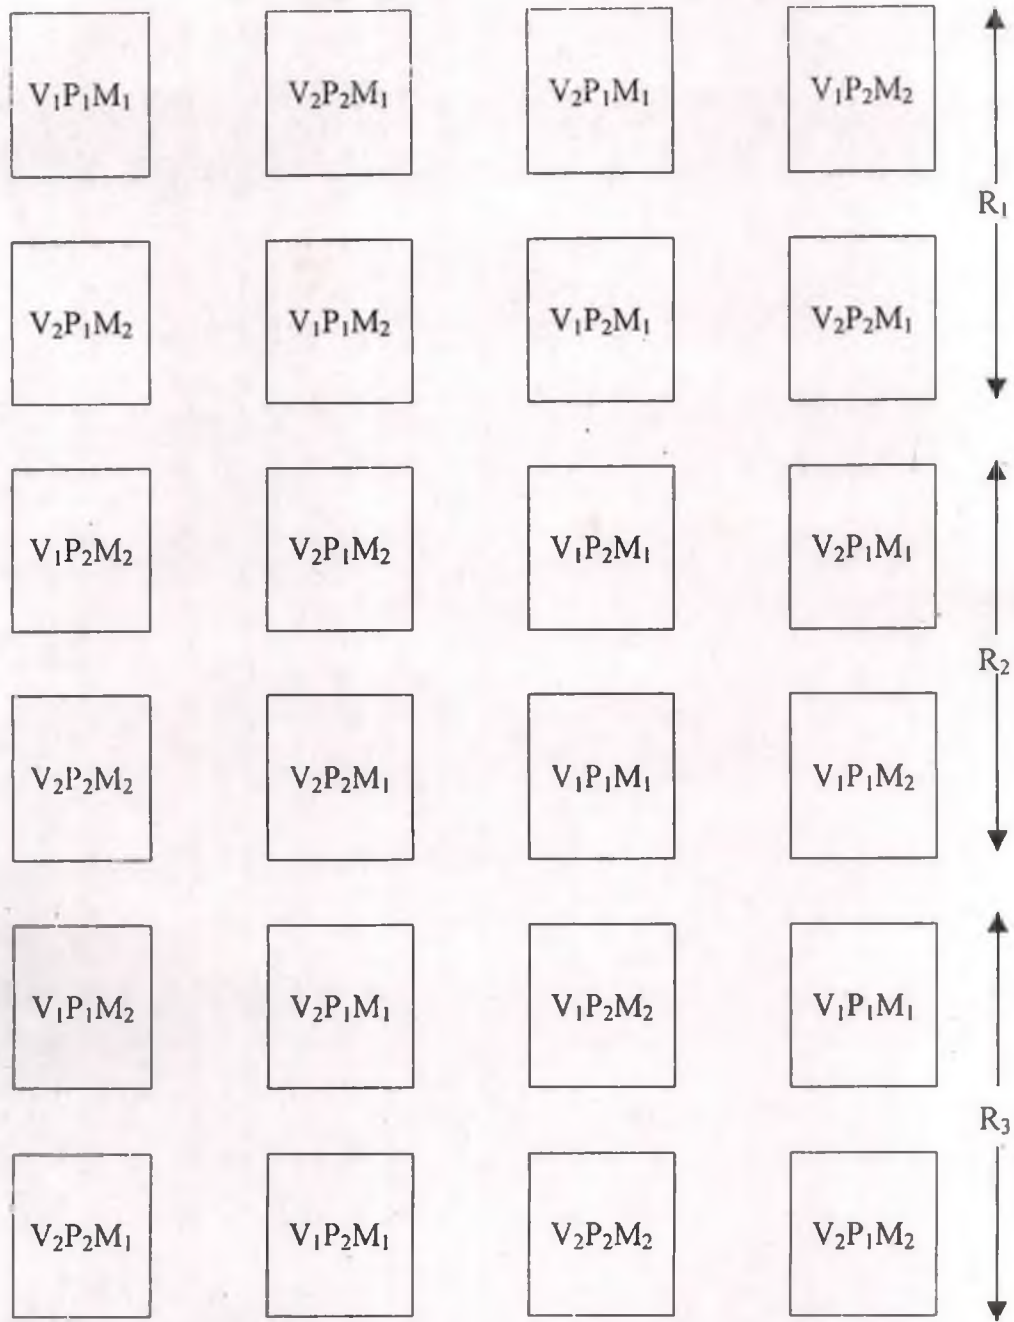 V₁P₁M₁ V₂P₂M₁ V₂P₁M₁ V₁P₂M₂
R₁
V₂P₁M₂ V₁P₁M₂ V₁P₂M₁ V₂P₂M₁
V₁P₂M₂ V₂P₁M₂ V₁P₂M₁ V₂P₁M₁
R₂
V₂P₂M₂ V₂P₂M₁ V₁P₁M₁ V₁P₁M₂
V₁P₁M₂ V₂P₁M₁ V₁P₂M₂ V₁P₁M₁
R₃
V₂P₂M₁ V₁P₂M₁ V₂P₂M₂ V₂P₁M₂